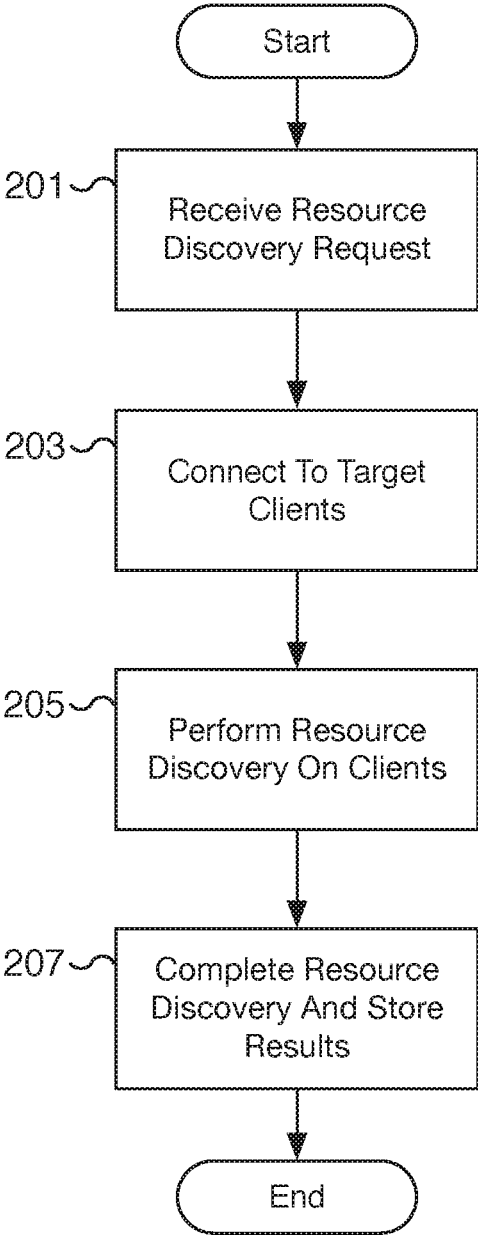 Start
201
Receive Resource
Discovery Request
203
Connect To Target
Clients
205
Perform Resource
Discovery On Clients
207
Complete Resource
Discovery And Store
Results
End